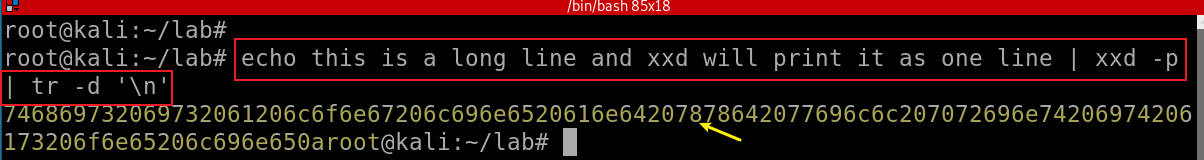 /bin/bash 85x18
root@kali:~/lab#
root@kali:~/lab# echo this is a long line and xxd will print it as one line | xxd -p
| tr -d '\n'
746869732069732061206c6f6e67206c696e6520616e64207878642077696c6c207072696e74206974206
173206f6e65206c696e650aroot@kali:~/lab#